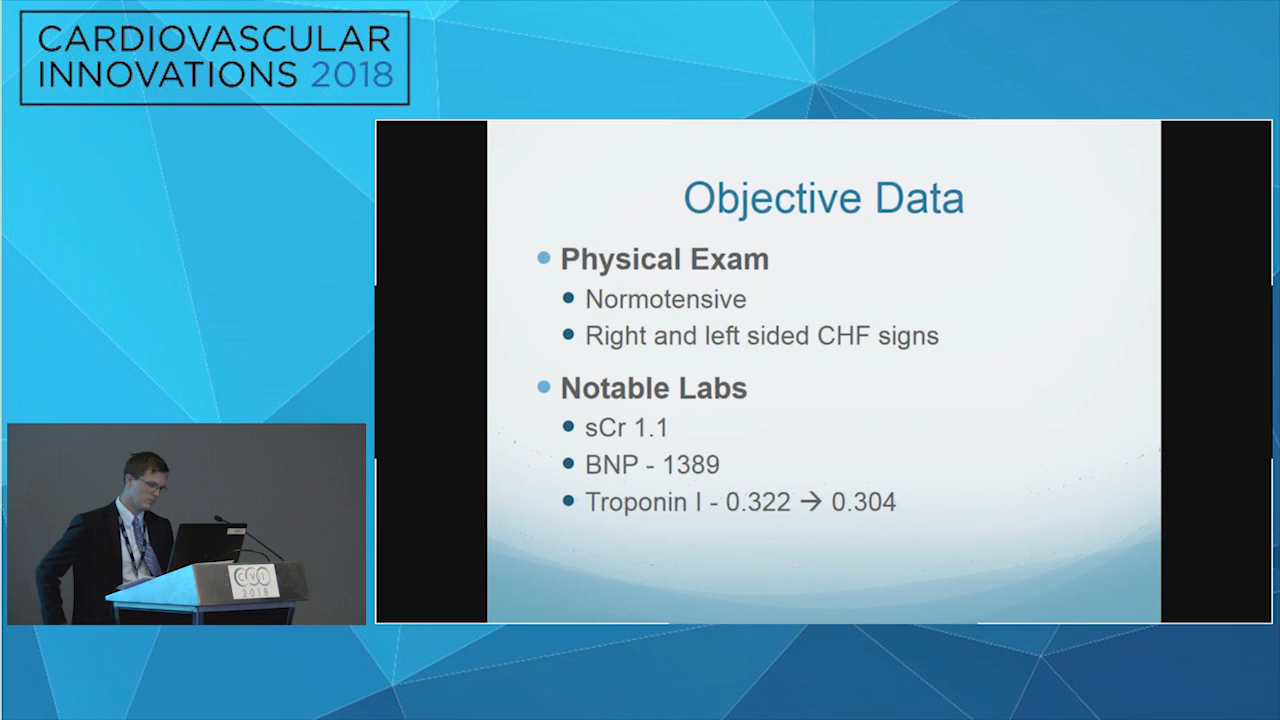 CARDIOVASCULAR
INNOVATIONS 2018
Objective Data
Physical Exam
Normotensive
Right and left sided CHF signs
Notable Labs
sCr 1.1
BNP - 1389
Troponin I - 0.322 → 0.304
CVI
2018